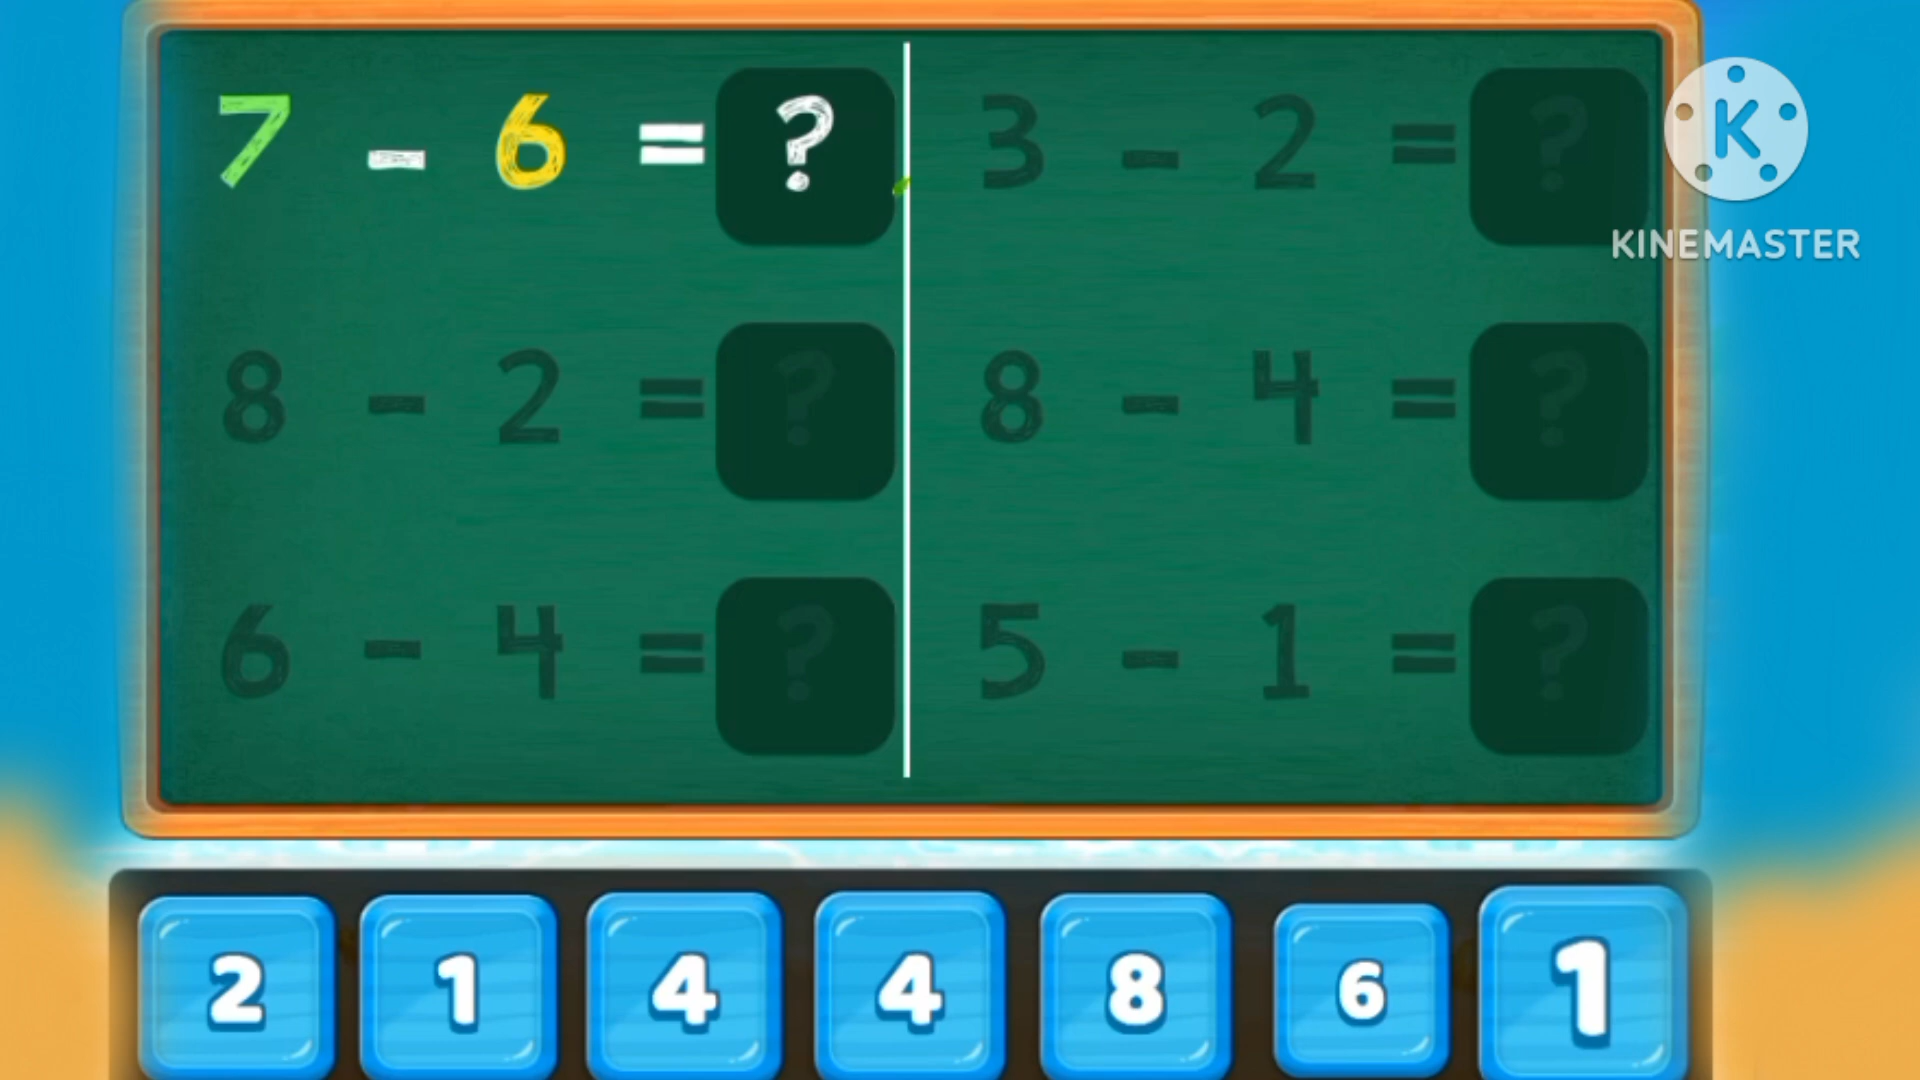 7 - 6 = ?
8 - 2 = ?
6 - 4 = ?
3 - 2 = ?
8 - 4 = ?
5 - 1 = ?
K
KINEMASTER
2 1 4 4 8 6 1